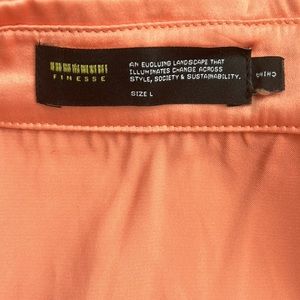 FINESSE
AN EVOLVING LANDSCAPE THAT
ILLUMINATES CHANGE ACROSS
STYLE, SOCIETY & SUSTAINABILITY.
SIZE L
CHINA